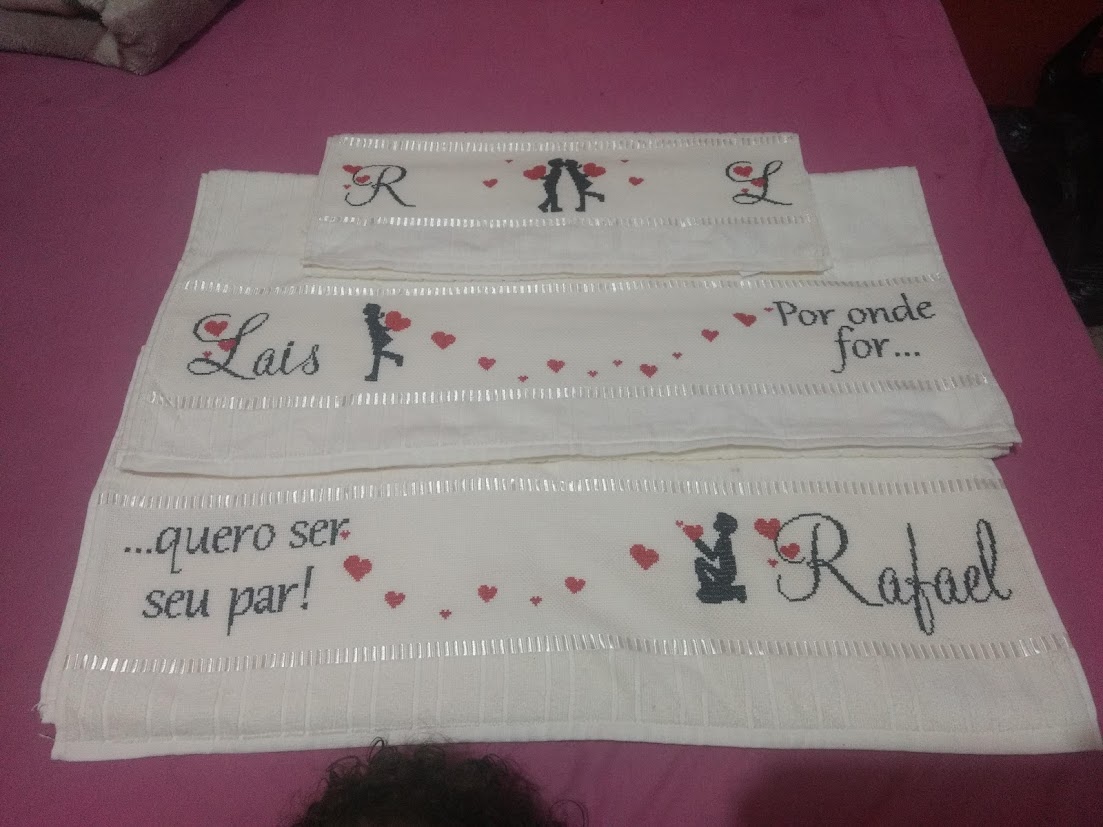 R L
Lais
Por onde
for...
...quero ser
seu par!
Rafael